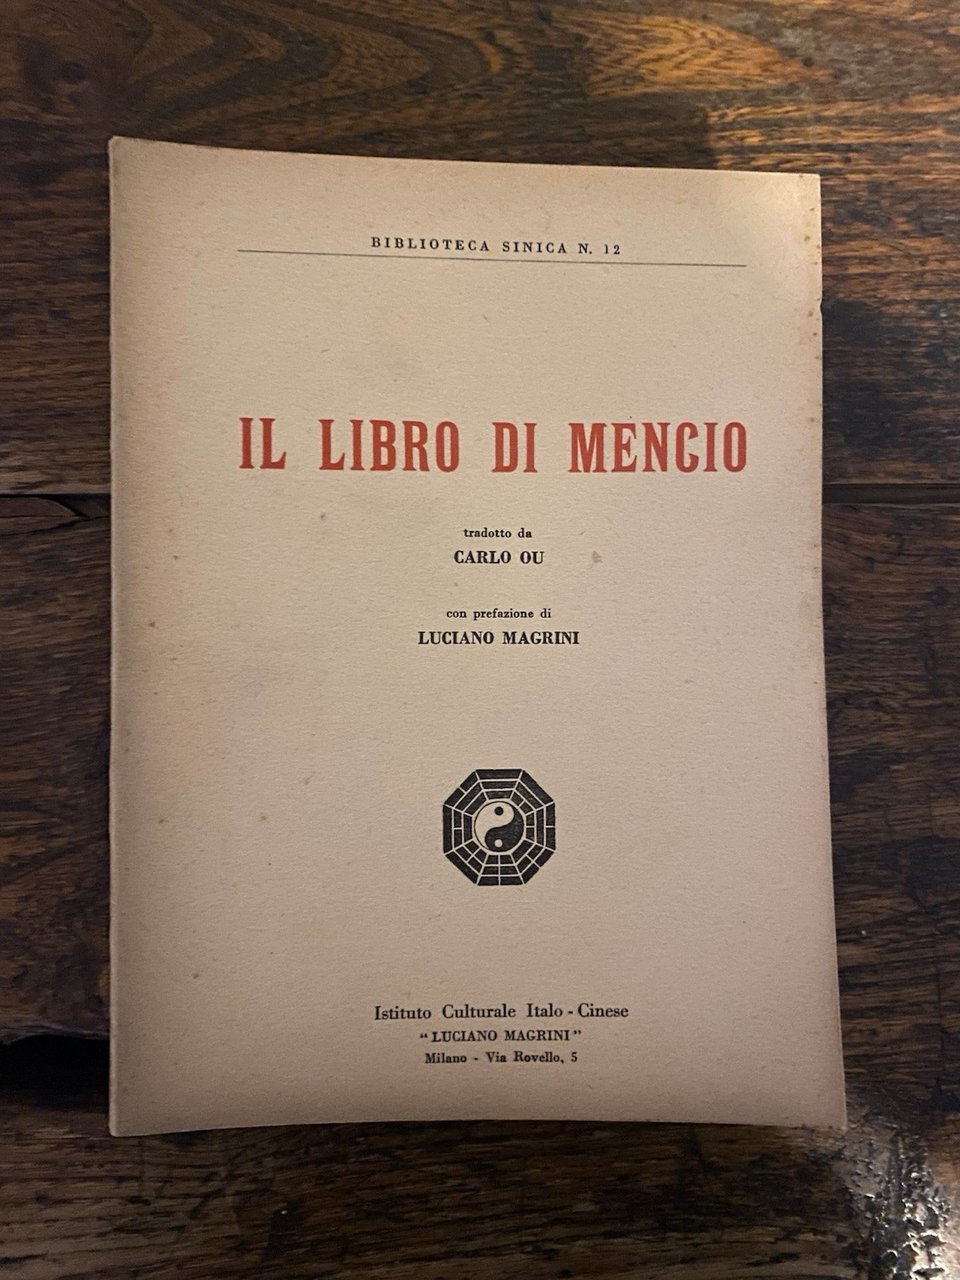 BIBLIOTECA SINICA N. 12
IL LIBRO DI MENCIO
tradotto da
CARLO OU
con prefazione di
LUCIANO MAGRINI
Istituto Culturale Italo - Cinese
"LUCIANO MAGRINI"
Milano - Via Rovello, 5